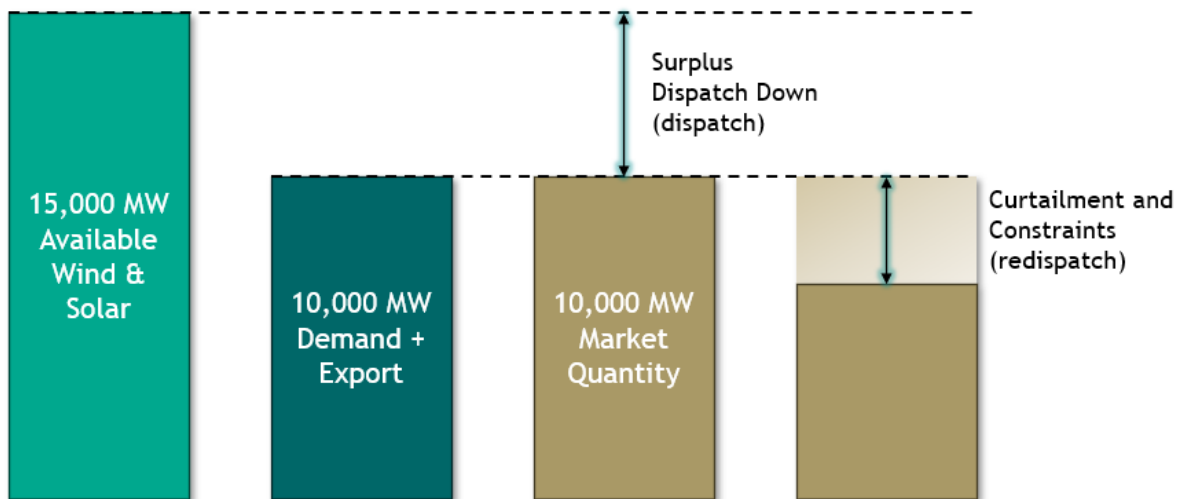 15,000 MW
Available
Wind &
Solar
10,000 MW
Demand +
Export
10,000 MW
Market
Quantity
Surplus
Dispatch Down
(dispatch)
Curtailment and
Constraints
(redispatch)